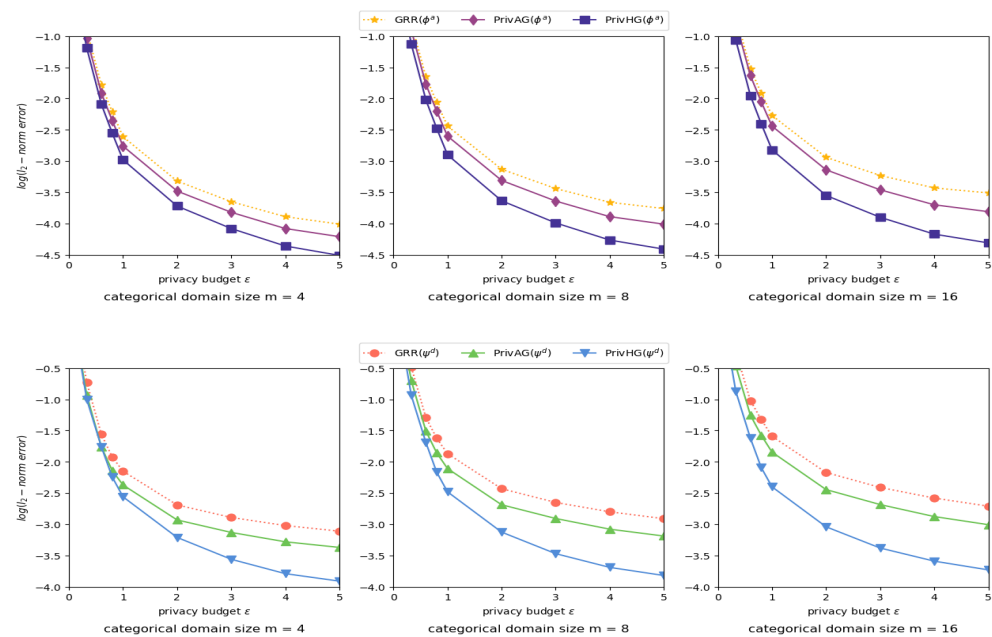 GRR(ϕᵃ) PrivAG(ϕᵃ) PrivHG(ϕᵃ)
−1.0 −1.0 −1.0
−1.5 −1.5 −1.5
−2.0 −2.0 −2.0
−2.5 −2.5 −2.5
−3.0 −3.0 −3.0
−3.5 −3.5 −3.5
−4.0 −4.0 −4.0
−4.5 −4.5 −4.5
log(l₂ − norm error)
0 1 2 3 4 5 0 1 2 3 4 5 0 1 2 3 4 5
privacy budget ε privacy budget ε privacy budget ε
categorical domain size m = 4 categorical domain size m = 8 categorical domain size m = 16
GRR(ψᵈ) PrivAG(ψᵈ) PrivHG(ψᵈ)
−0.5 −0.5 −0.5
−1.0 −1.0 −1.0
−1.5 −1.5 −1.5
−2.0 −2.0 −2.0
−2.5 −2.5 −2.5
−3.0 −3.0 −3.0
−3.5 −3.5 −3.5
−4.0 −4.0 −4.0
log(l₂ − norm error)
0 1 2 3 4 5 0 1 2 3 4 5 0 1 2 3 4 5
privacy budget ε privacy budget ε privacy budget ε
categorical domain size m = 4 categorical domain size m = 8 categorical domain size m = 16